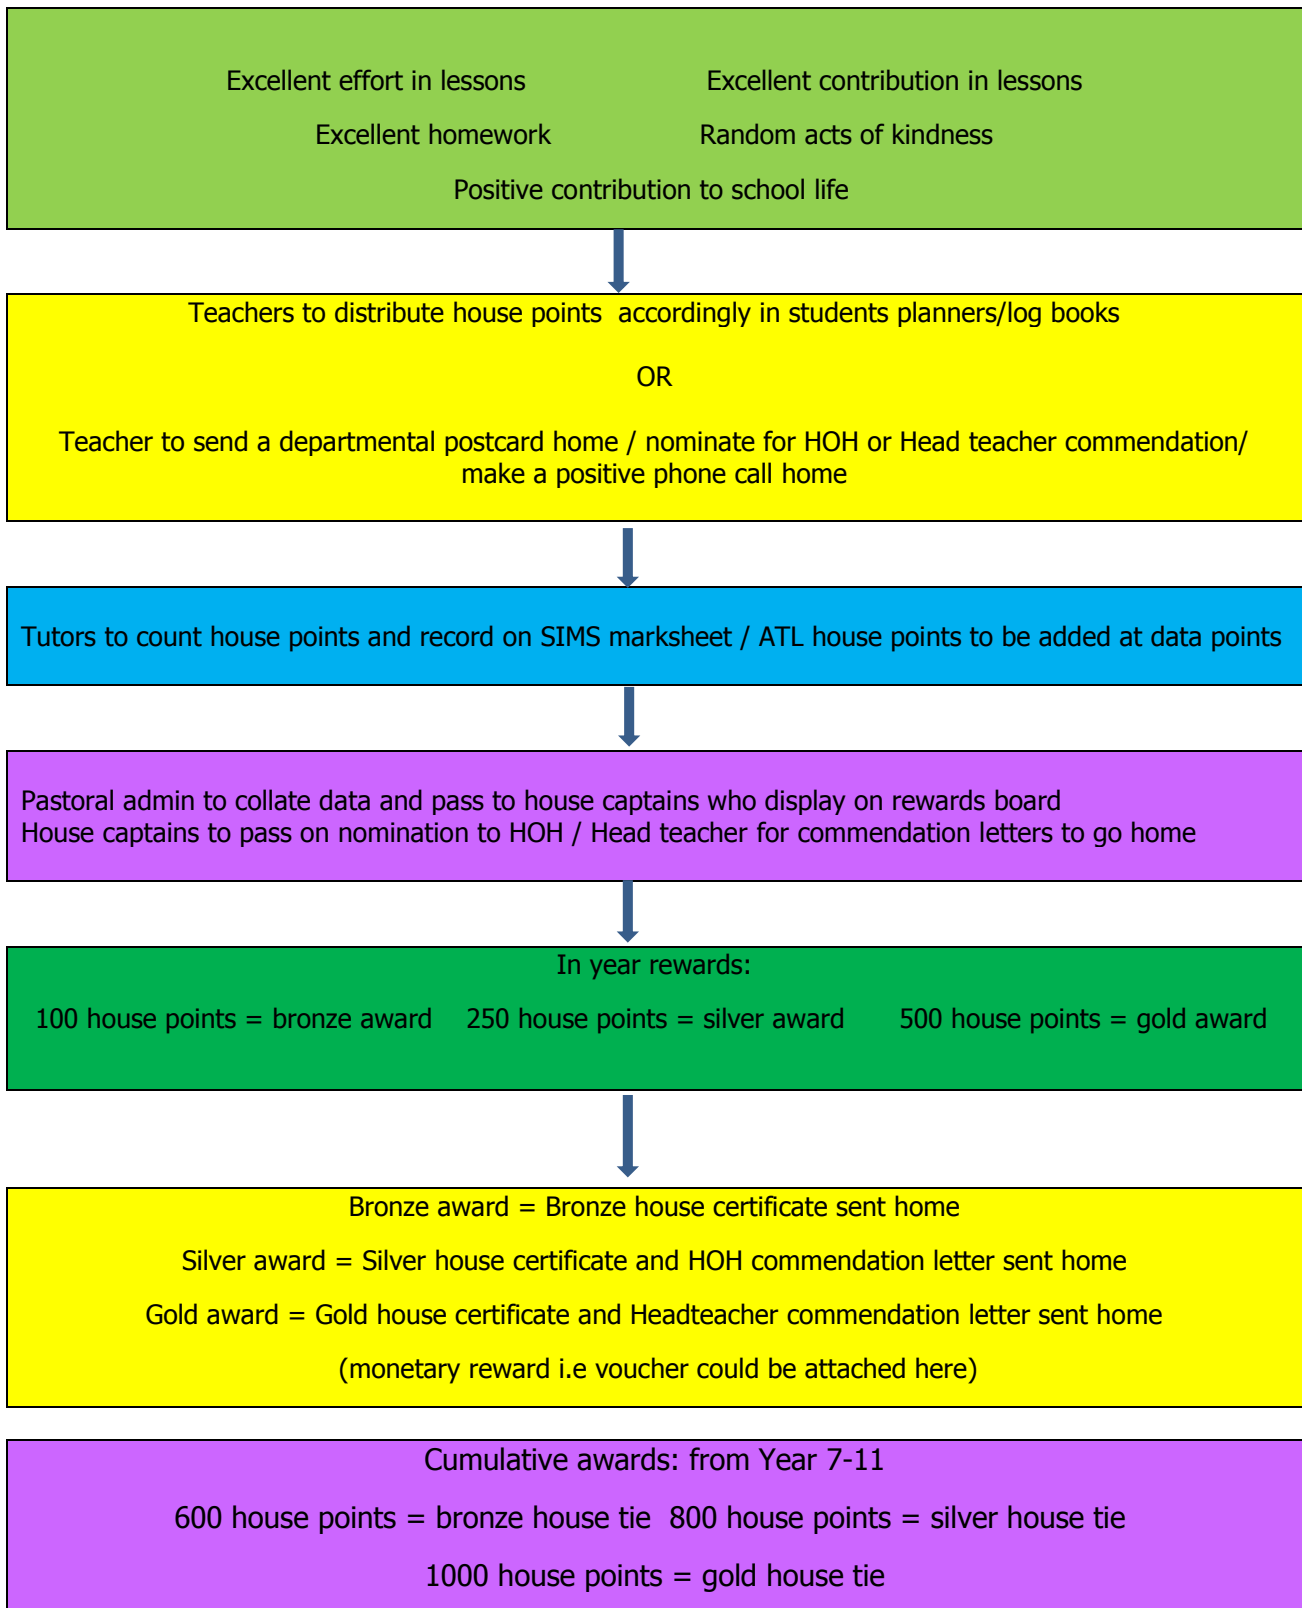 Excellent effort in lessons Excellent contribution in lessons
Excellent homework Random acts of kindness
Positive contribution to school life
Teachers to distribute house points accordingly in students planners/log books
OR
Teacher to send a departmental postcard home / nominate for HOH or Head teacher commendation/
make a positive phone call home
Tutors to count house points and record on SIMS marksheet / ATL house points to be added at data points
Pastoral admin to collate data and pass to house captains who display on rewards board
House captains to pass on nomination to HOH / Head teacher for commendation letters to go home
In year rewards:
100 house points = bronze award 250 house points = silver award 500 house points = gold award
Bronze award = Bronze house certificate sent home
Silver award = Silver house certificate and HOH commendation letter sent home
Gold award = Gold house certificate and Headteacher commendation letter sent home
(monetary reward i.e voucher could be attached here)
Cumulative awards: from Year 7-11
600 house points = bronze house tie 800 house points = silver house tie
1000 house points = gold house tie